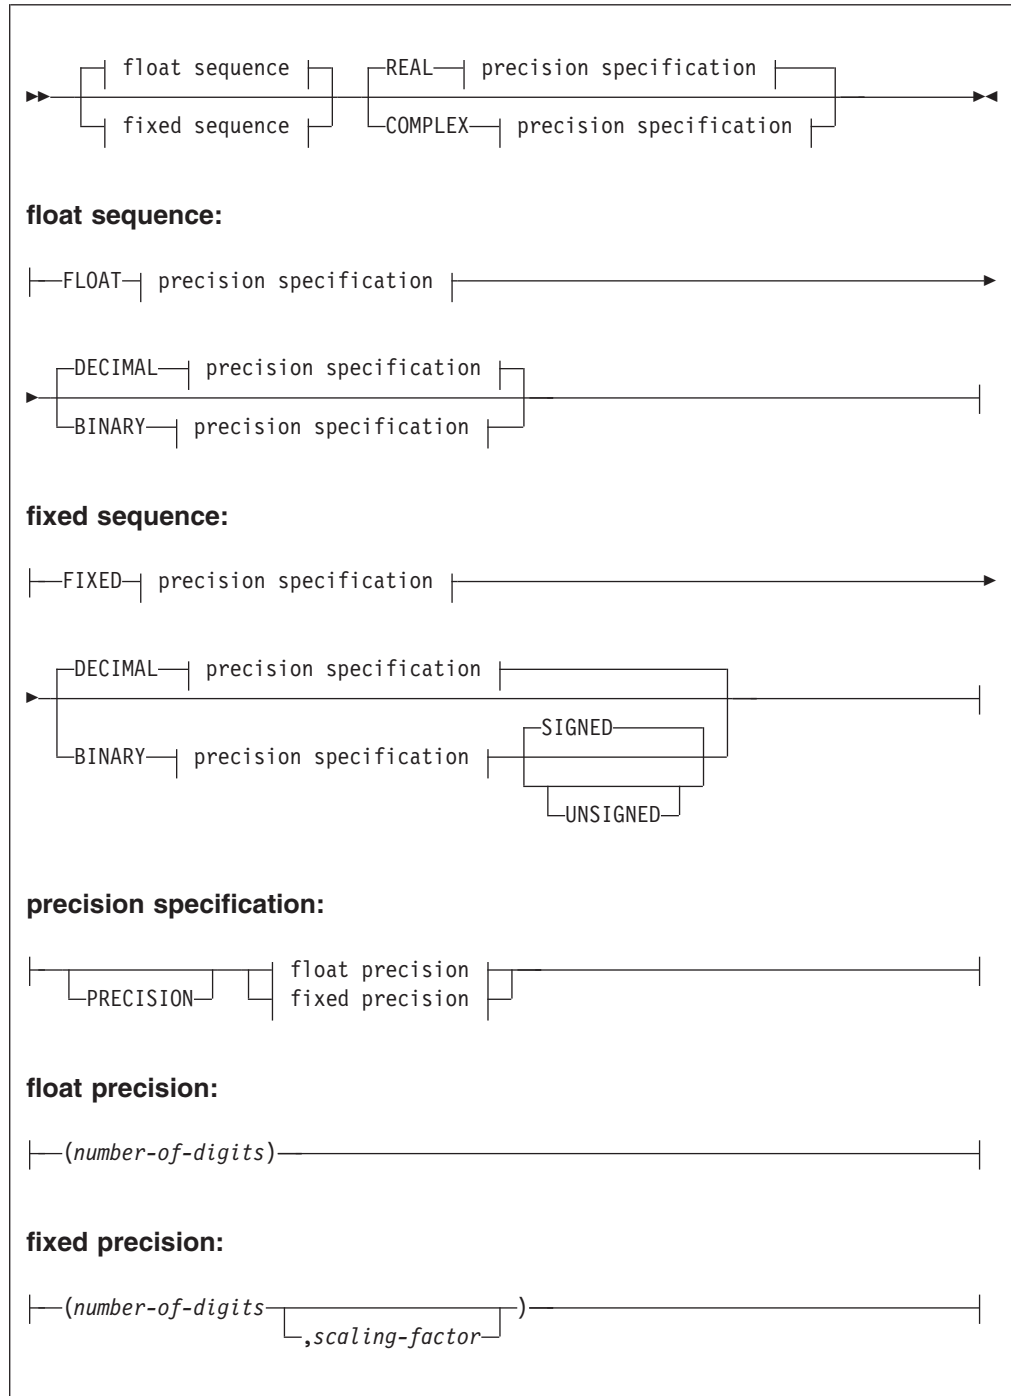 float sequence REAL precision specification
fixed sequence COMPLEX precision specification
float sequence:
FLOAT precision specification
DECIMAL precision specification
BINARY precision specification
fixed sequence:
FIXED precision specification
DECIMAL precision specification
SIGNED
BINARY precision specification
UNSIGNED
precision specification:
float precision
PRECISION fixed precision
float precision:
(number-of-digits)
fixed precision:
(number-of-digits )
,scaling-factor